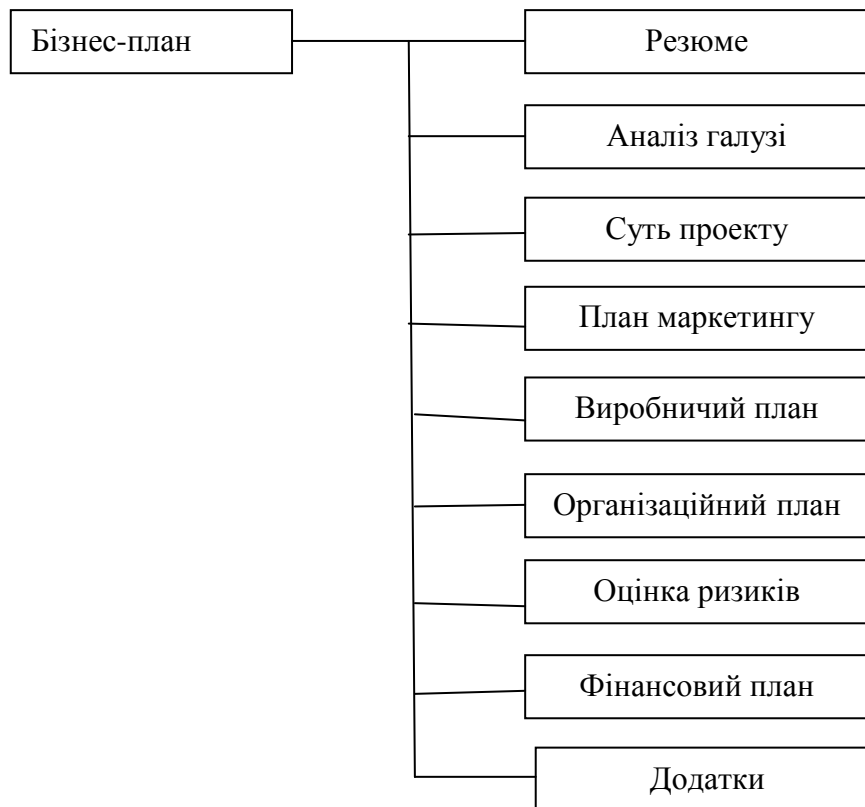 Бізнес-план
Резюме
Аналіз галузі
Суть проекту
План маркетингу
Виробничий план
Організаційний план
Оцінка ризиків
Фінансовий план
Додатки